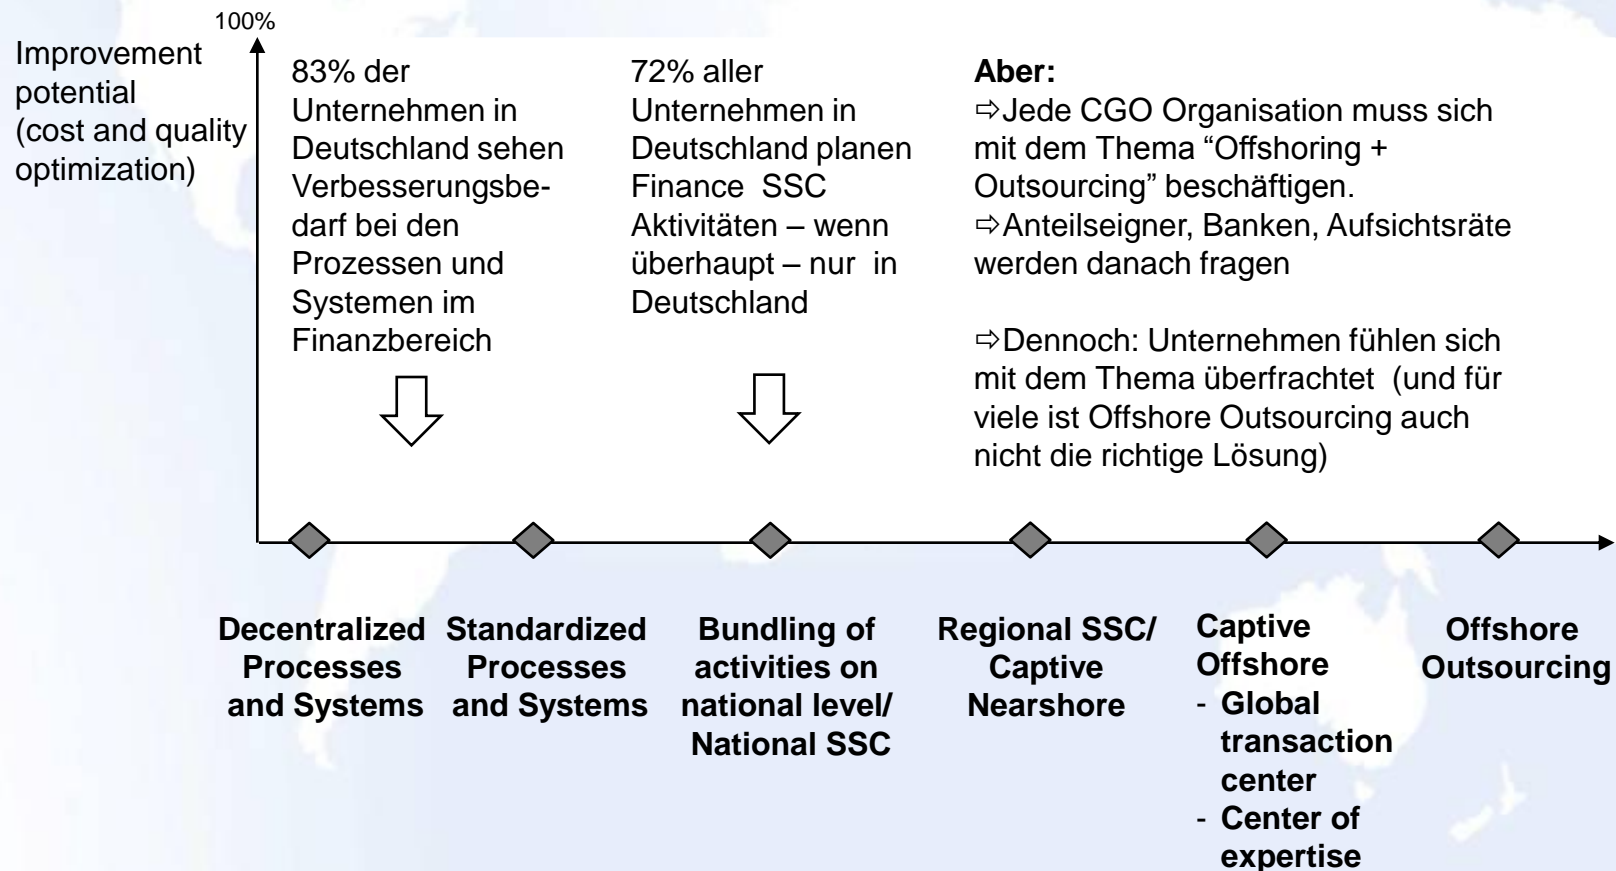 100%
Improvement
potential
(cost and quality
optimization)
83% der
Unternehmen in
Deutschland sehen
Verbesserungsbe-
darf bei den
Prozessen und
Systemen im
Finanzbereich
72% aller
Unternehmen in
Deutschland planen
Finance SSC
Aktivitäten – wenn
überhaupt – nur in
Deutschland
Aber:
⇨Jede CGO Organisation muss sich
mit dem Thema “Offshoring +
Outsourcing” beschäftigen.
⇨Anteilseigner, Banken, Aufsichtsräte
werden danach fragen
⇨Dennoch: Unternehmen fühlen sich
mit dem Thema überfrachtet (und für
viele ist Offshore Outsourcing auch
nicht die richtige Lösung)
Decentralized
Processes
and Systems
Standardized
Processes
and Systems
Bundling of
activities on
national level/
National SSC
Regional SSC/
Captive
Nearshore
Captive
Offshore
- Global
transaction
center
- Center of
expertise
Offshore
Outsourcing